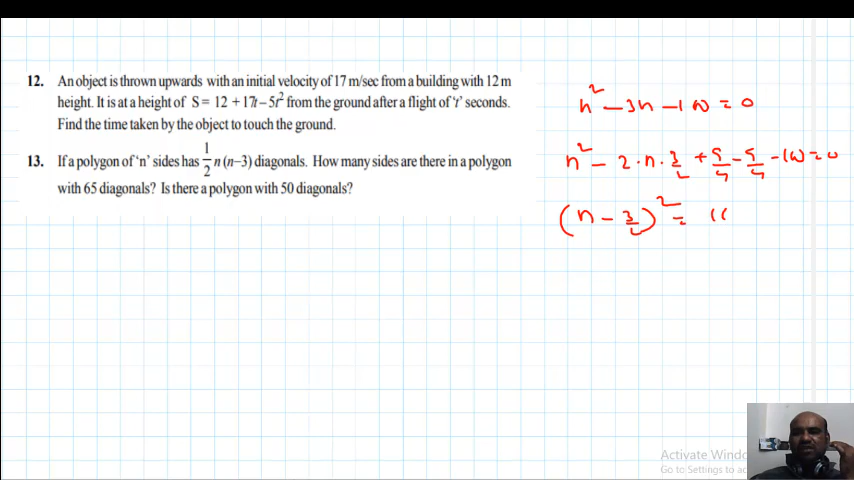 12. An object is thrown upwards with an initial velocity of 17 m/sec from a building with 12 m
height. It is at a height of S = 12 + 17t – 5t² from the ground after a flight of 't' seconds.
Find the time taken by the object to touch the ground.
13. If a polygon of 'n' sides has 1/2 n (n–3) diagonals. How many sides are there in a polygon
with 65 diagonals? Is there a polygon with 50 diagonals?
n² – 3n – 100 = 0
n² – 2·n·3/2 + 9/4 – 9/4 – 100 = 0
(n – 3/2)² =
Activate Windo
Go to Settings to ac